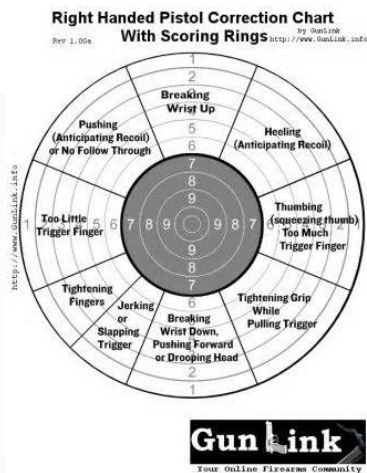 Right Handed Pistol Correction Chart
With Scoring Rings
by GunLink
Rev 1.00a
http://www.GunLink.info
1
2
Breaking
Wrist Up
5
6
7
8
9
Pushing
(Anticipating Recoil)
or No Follow Through
Heeling
(Anticipating Recoil)
http://www.GunLink.info
Too Little
Trigger Finger
6 7 8 9 9 8 7 6
Thumbing
(squeezing thumb)
Too Much
Trigger Finger
9
8
7
6
Tightening
Fingers
Jerking
or
Slapping
Trigger
Breaking
Wrist Down,
Pushing Forward
or Drooping Head
Tightening Grip
While
Pulling Trigger
2
1
Gun Link
Your Online Firearms Community